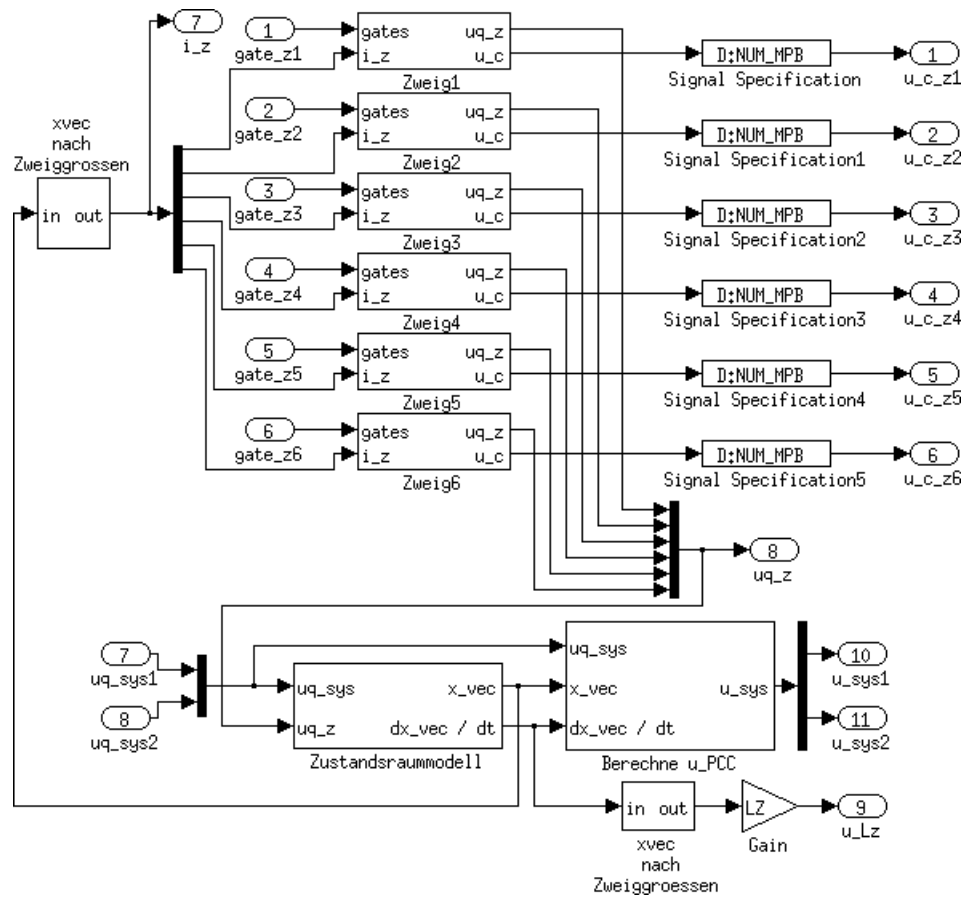 7
i_z
xvec
nach
Zweiggrossen
in out
1
gate_z1
gates uq_z
i_z u_c
Zweig1
D:NUM_MPB
Signal Specification
1
u_c_z1
2
gate_z2
gates uq_z
i_z u_c
Zweig2
D:NUM_MPB
Signal Specification1
2
u_c_z2
3
gate_z3
gates uq_z
i_z u_c
Zweig3
D:NUM_MPB
Signal Specification2
3
u_c_z3
4
gate_z4
gates uq_z
i_z u_c
Zweig4
D:NUM_MPB
Signal Specification3
4
u_c_z4
5
gate_z5
gates uq_z
i_z u_c
Zweig5
D:NUM_MPB
Signal Specification4
5
u_c_z5
6
gate_z6
gates uq_z
i_z u_c
Zweig6
D:NUM_MPB
Signal Specification5
6
u_c_z6
8
uq_z
7
uq_sys1
8
uq_sys2
uq_sys x_vec
uq_z dx_vec / dt
Zustandsraummodell
uq_sys
x_vec u_sys
dx_vec / dt
Berechne u_PCC
10
u_sys1
11
u_sys2
in out
xvec
nach
Zweiggroessen
LZ
Gain
9
u_Lz